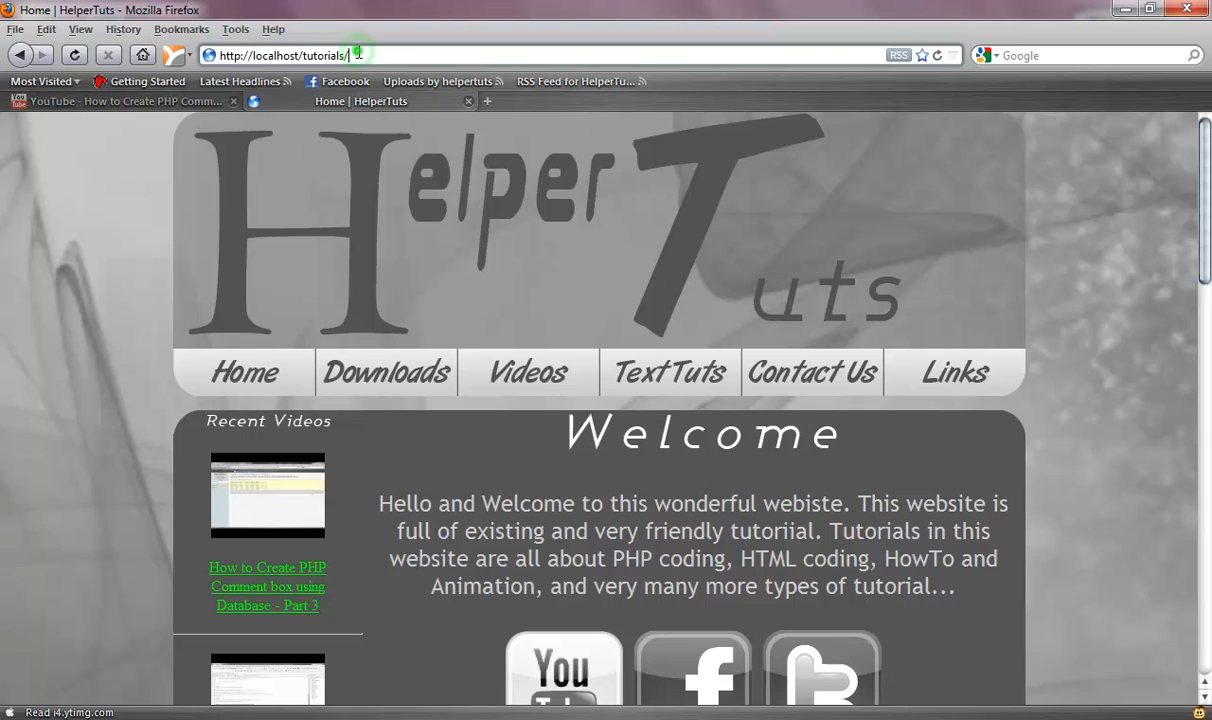 Home | HelperTuts - Mozilla Firefox
File Edit View History Bookmarks Tools Help
http://localhost/tutorials/ RSS Google
Most Visited Getting Started Latest Headlines Facebook Uploads by helpertuts RSS Feed for HelperTu...
YouTube - How to Create PHP Comm... Home | HelperTuts
Helper Tuts
Home Downloads Videos Text Tuts Contact Us Links
Recent Videos
Welcome
Hello and Welcome to this wonderful webiste. This website is
full of existing and very friendly tutoriial. Tutorials in this
website are all about PHP coding, HTML coding, HowTo and
Animation, and very many more types of tutorial...
How to Create PHP
Comment box using
Database - Part 3
You
Read i4.ytimg.com